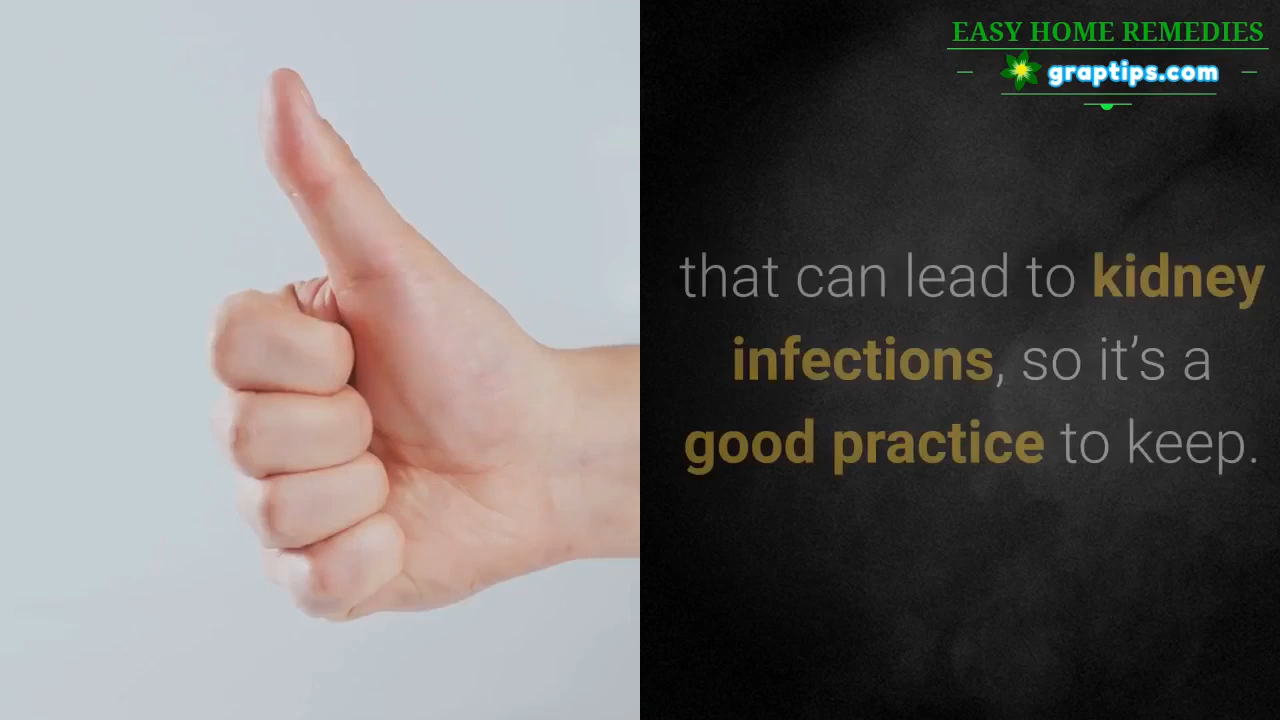 EASY HOME REMEDIES
graptips.com
that can lead to kidney
infections, so it’s a
good practice to keep.